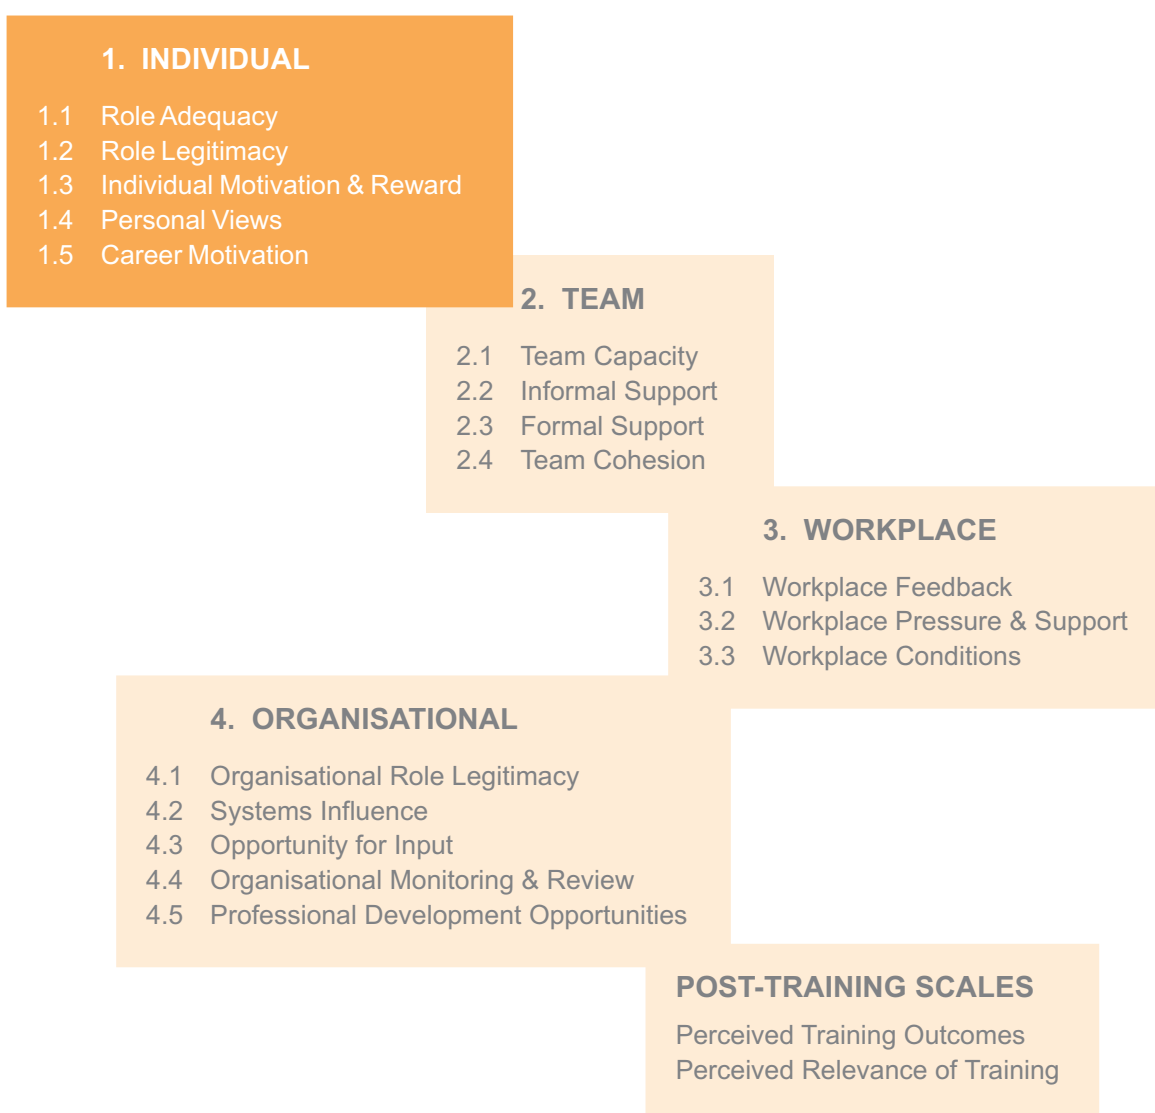 1. INDIVIDUAL
1.1 Role Adequacy
1.2 Role Legitimacy
1.3 Individual Motivation & Reward
1.4 Personal Views
1.5 Career Motivation
2. TEAM
2.1 Team Capacity
2.2 Informal Support
2.3 Formal Support
2.4 Team Cohesion
3. WORKPLACE
3.1 Workplace Feedback
3.2 Workplace Pressure & Support
3.3 Workplace Conditions
4. ORGANISATIONAL
4.1 Organisational Role Legitimacy
4.2 Systems Influence
4.3 Opportunity for Input
4.4 Organisational Monitoring & Review
4.5 Professional Development Opportunities
POST-TRAINING SCALES
Perceived Training Outcomes
Perceived Relevance of Training